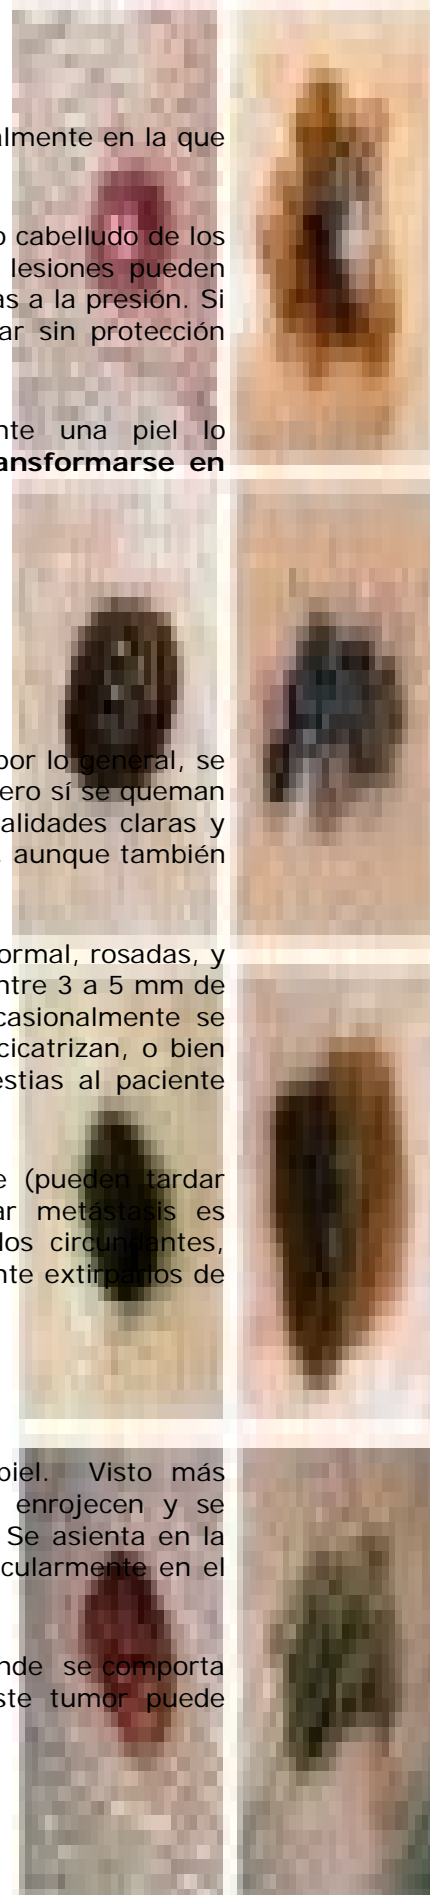 almente en la que
o cabelludo de los
lesiones pueden
as a la presión. Si
ar sin protección
nte una piel lo
ansformarse en
por lo general, se
ero sí se queman
alidades claras y
aunque también
ormal, rosadas, y
ntre 3 a 5 mm de
casionalmente se
cicatrizan, o bien
estias al paciente
e (pueden tardar
ar metástasis es
dos circundantes,
nte extirparlos de
piel. Visto más
enrojecen y se
Se asienta en la
cularmente en el
nde se comporta
ste tumor puede